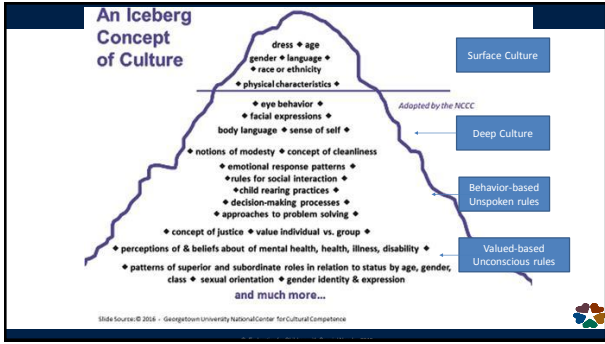 An Iceberg
Concept
of Culture
dress ◆ age
gender ◆ language ◆
◆ race or ethnicity
◆ physical characteristics ◆
Surface Culture
◆ eye behavior ◆
Adapted by the NCCC
◆ facial expressions ◆
body language ◆ sense of self ◆
Deep Culture
◆ notions of modesty ◆ concept of cleanliness
◆ emotional response patterns ◆
◆ rules for social interaction ◆
◆ child rearing practices ◆
◆ decision-making processes ◆
◆ approaches to problem solving ◆
Behavior-based
Unspoken rules
◆ concept of justice ◆ value individual vs. group ◆
◆ perceptions of & beliefs about mental health, health, illness, disability ◆
Valued-based
Unconscious rules
◆ patterns of superior and subordinate roles in relation to status by age, gender,
class ◆ sexual orientation ◆ gender identity & expression
and much more...
Slide Source:© 2016 - Georgetown University National Center for Cultural Competence